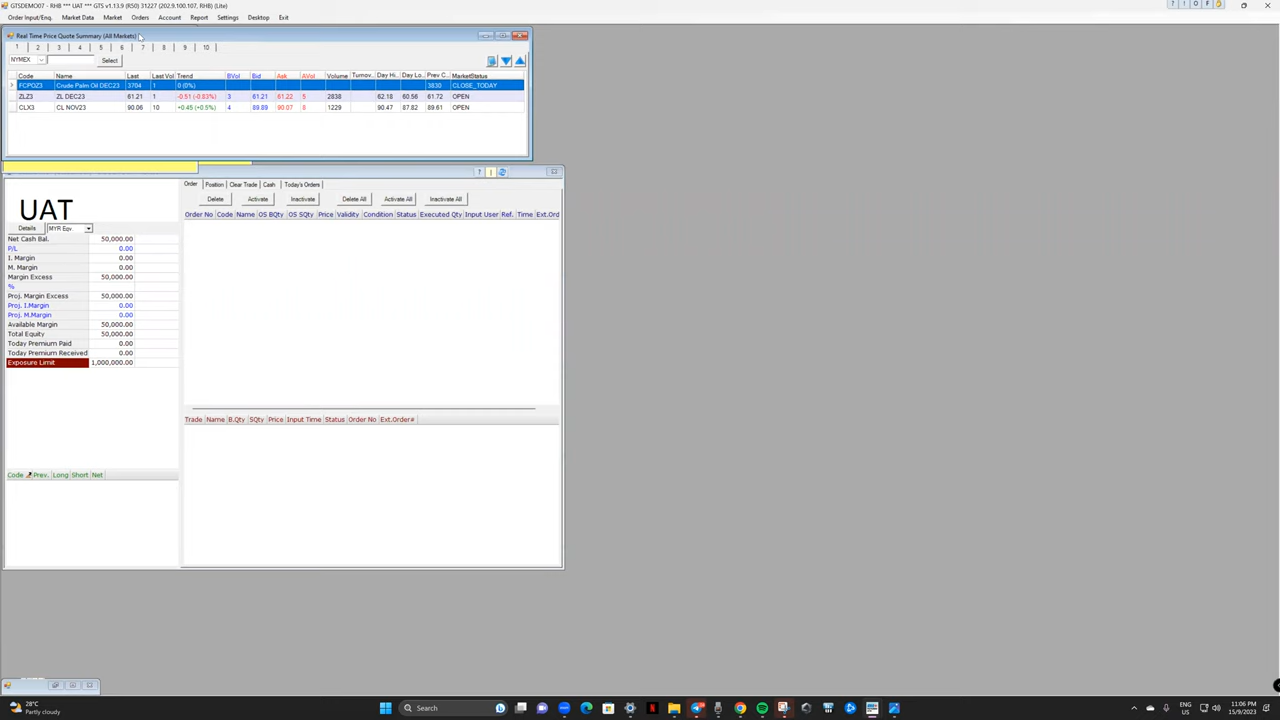 GTSDEMO07 - RHB *** UAT *** GTS v1.13.9 (R50) 31227 (202.9.100.107, RHB) (Lite)
Order Input/Enq. Market Data Market Orders Account Report Settings Desktop Exit
Real Time Price Quote Summary (All Markets)
1 2 3 4 5 6 7 8 9 10
NYMEX Select
Code Name Last Last Vol Trend BVol Bid Ask AVol Volume Turnov... Day Hi... Day Lo... Prev C... MarketStatus
FCPOZ3 Crude Palm Oil DEC23 3704 1 0 (0%) 3830 CLOSE_TODAY
ZLZ3 ZL DEC23 61.21 1 -0.51 (-0.83%) 3 61.21 61.22 5 2838 62.18 60.56 61.72 OPEN
CLX3 CL NOV23 90.06 10 +0.45 (+0.5%) 4 89.89 90.07 8 1229 90.47 87.82 89.61 OPEN
Order Position Clear Trade Cash Today's Orders
Delete Activate Inactivate Delete All Activate All Inactivate All
UAT
Order No Code Name OS BQty OS SQty Price Validity Condition Status Executed Qty Input User Ref. Time Ext.Ord
Details MYR Eqv.
Net Cash Bal. 50,000.00
P/L 0.00
I. Margin 0.00
M. Margin 0.00
Margin Excess 50,000.00
%
Proj. Margin Excess 50,000.00
Proj. I.Margin 0.00
Proj. M.Margin 0.00
Available Margin 50,000.00
Total Equity 50,000.00
Today Premium Paid 0.00
Today Premium Received 0.00
Exposure Limit 1,000,000.00
Trade Name B.Qty SQty Price Input Time Status Order No Ext.Order#
Code Prev. Long Short Net
28°C
Partly cloudy
Search
ENG
US
11:06 PM
15/9/2023